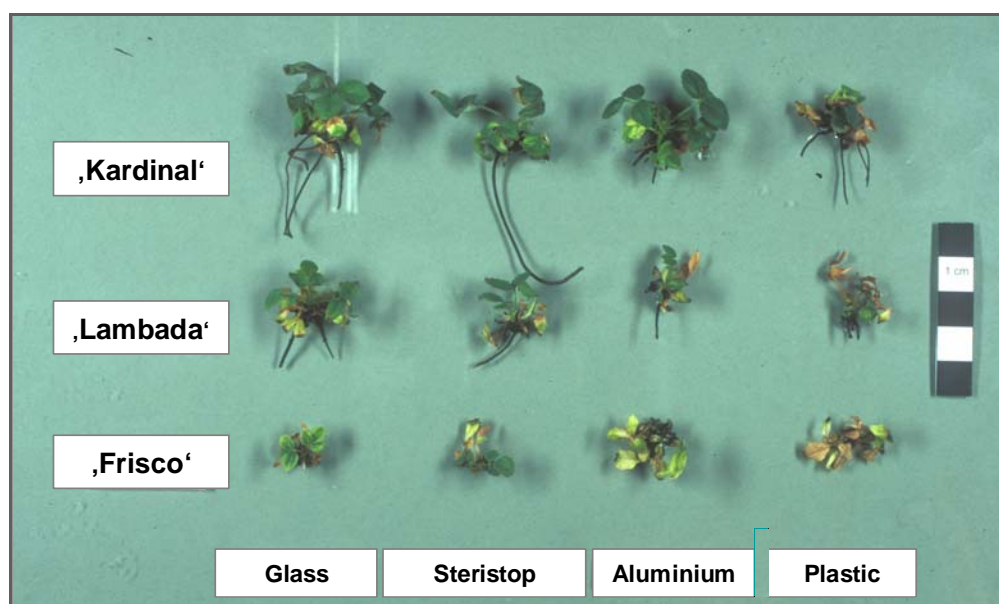 ‚Kardinal‘
1 cm
‚Lambada‘
‚Frisco‘
Glass Steristop Aluminium Plastic